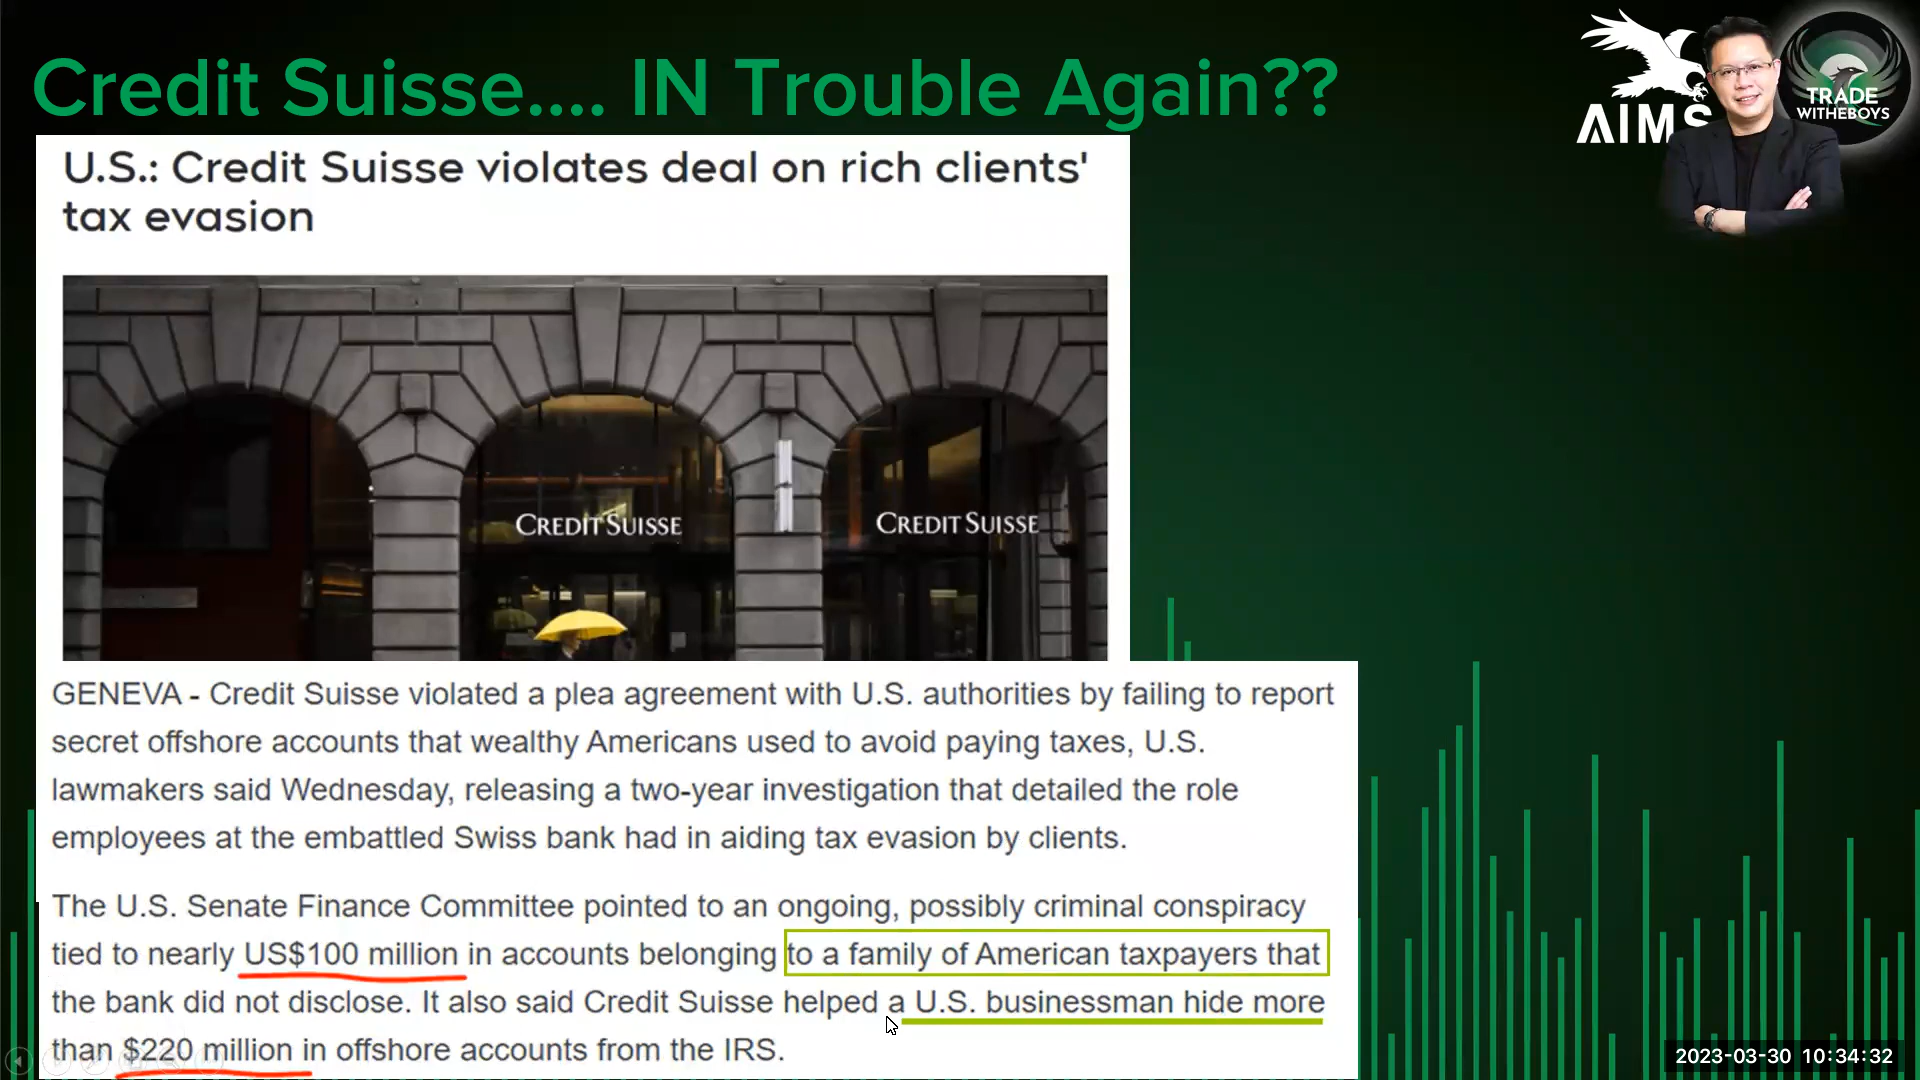 Credit Suisse.... IN Trouble Again??
AIMS
TRADE
WITHEBOYS
U.S.: Credit Suisse violates deal on rich clients'
tax evasion
CREDIT SUISSE
CREDIT SUISSE
GENEVA - Credit Suisse violated a plea agreement with U.S. authorities by failing to report
secret offshore accounts that wealthy Americans used to avoid paying taxes, U.S.
lawmakers said Wednesday, releasing a two-year investigation that detailed the role
employees at the embattled Swiss bank had in aiding tax evasion by clients.
The U.S. Senate Finance Committee pointed to an ongoing, possibly criminal conspiracy
tied to nearly US$100 million in accounts belonging to a family of American taxpayers that
the bank did not disclose. It also said Credit Suisse helped a U.S. businessman hide more
than $220 million in offshore accounts from the IRS.
2023-03-30 10:34:32